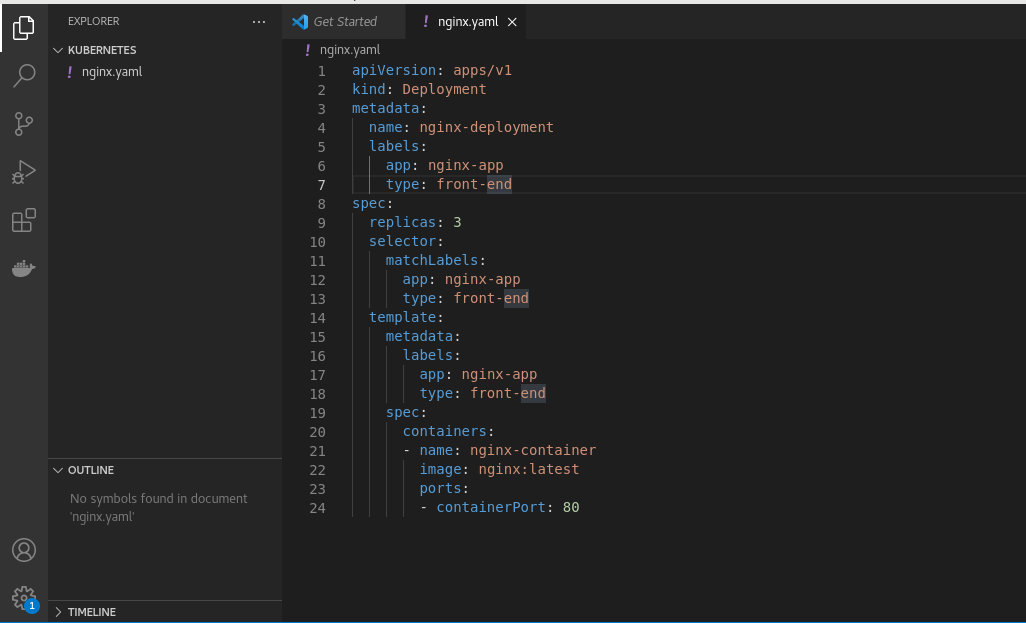 EXPLORER
KUBERNETES
! nginx.yaml
OUTLINE
No symbols found in document
'nginx.yaml'
TIMELINE
1
Get Started
! nginx.yaml
! nginx.yaml
1 apiVersion: apps/v1
2 kind: Deployment
3 metadata:
4   name: nginx-deployment
5   labels:
6     app: nginx-app
7     type: front-end
8 spec:
9   replicas: 3
10   selector:
11     matchLabels:
12       app: nginx-app
13       type: front-end
14   template:
15     metadata:
16       labels:
17         app: nginx-app
18         type: front-end
19     spec:
20       containers:
21       - name: nginx-container
22         image: nginx:latest
23         ports:
24         - containerPort: 80